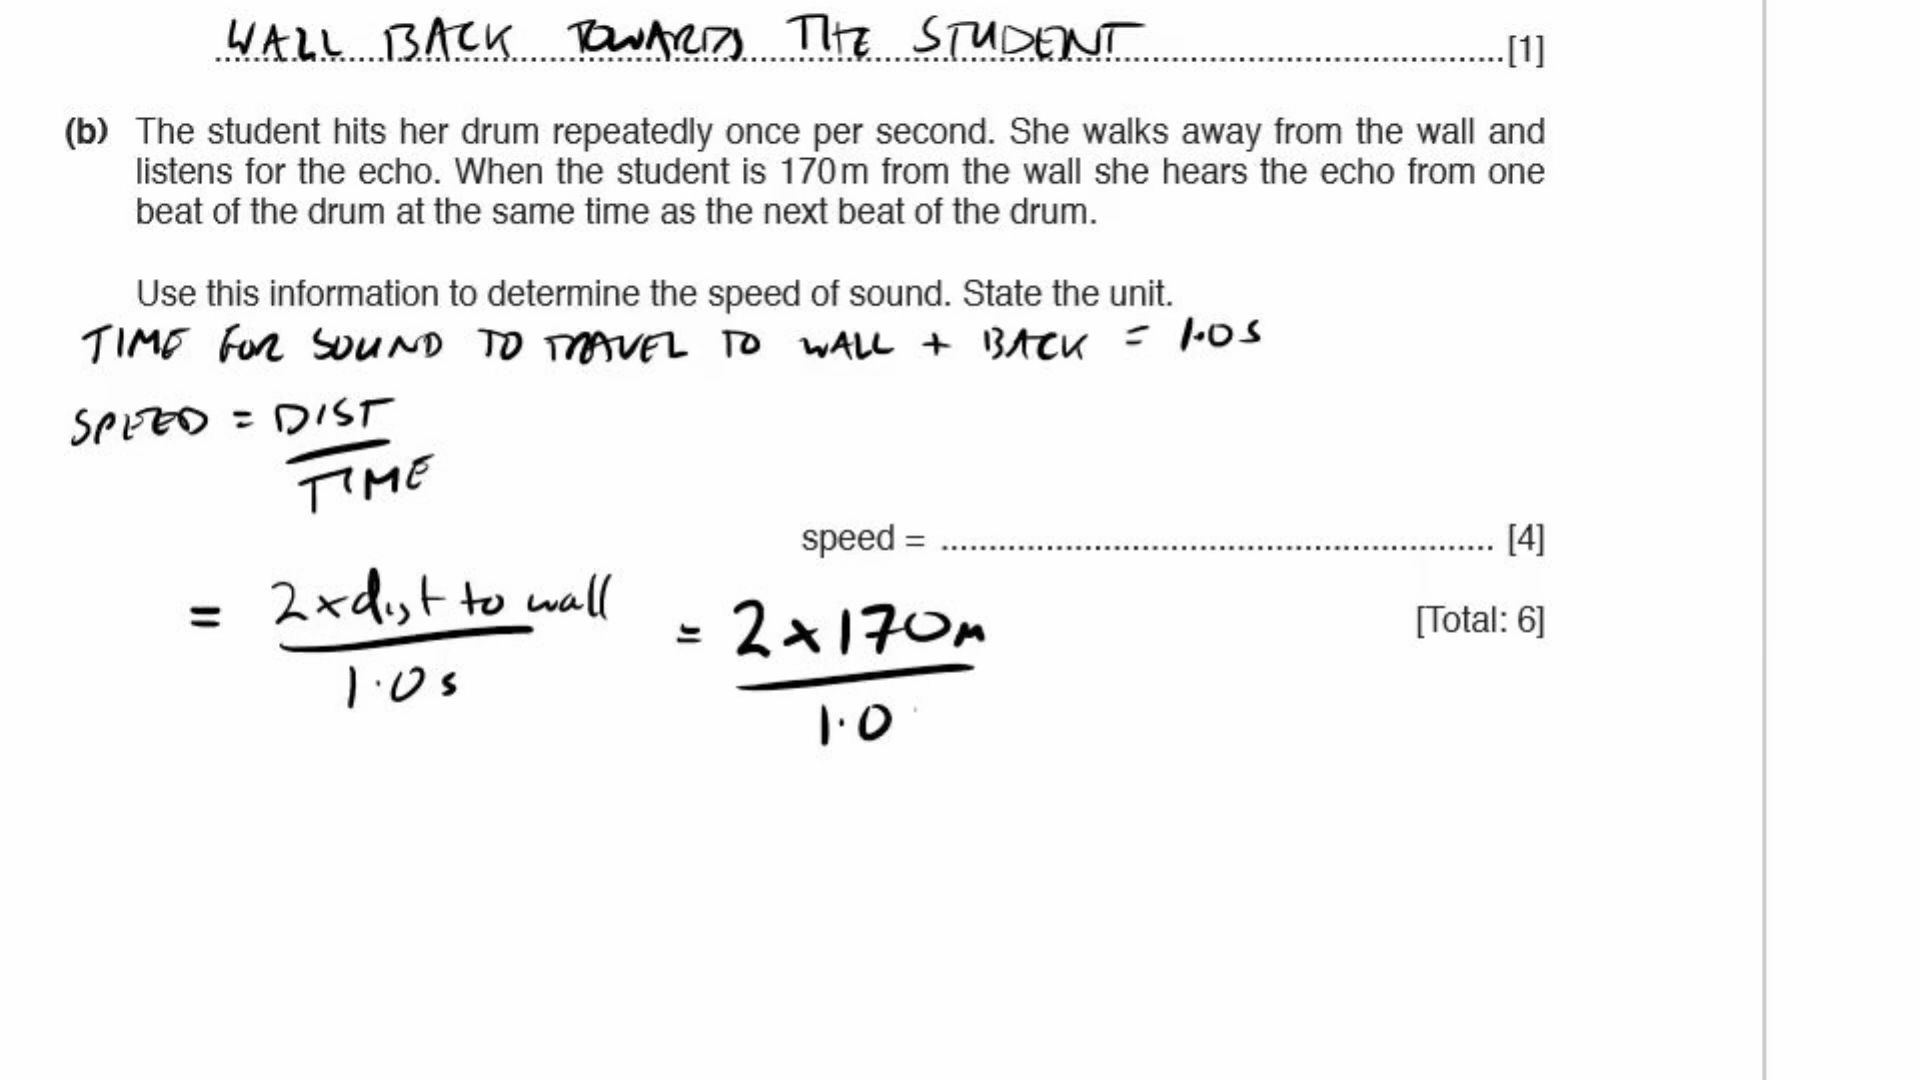 WALL BACK TOWARDS THE STUDENT [1]
(b) The student hits her drum repeatedly once per second. She walks away from the wall and
listens for the echo. When the student is 170 m from the wall she hears the echo from one
beat of the drum at the same time as the next beat of the drum.
Use this information to determine the speed of sound. State the unit.
TIME FOR SOUND TO TRAVEL TO WALL + BACK = 1.0 s
SPEED = DIST
TIME
speed = ........................................................... [4]
= 2 x dist to wall = 2 x 170m
[Total: 6]
1.0 s
1.0